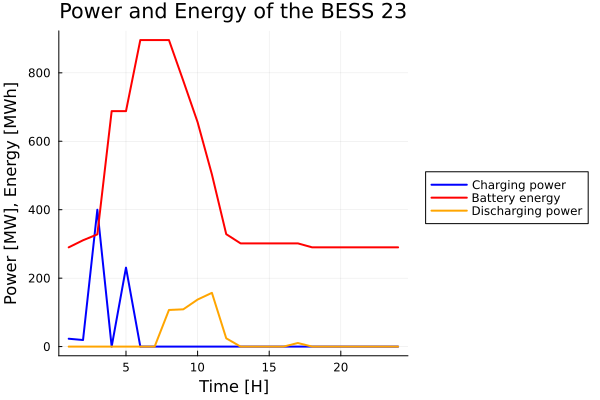 Power and Energy of the BESS 23
Power [MW], Energy [MWh]
800
600
400
200
0
5
10
15
20
Time [H]
Charging power
Battery energy
Discharging power